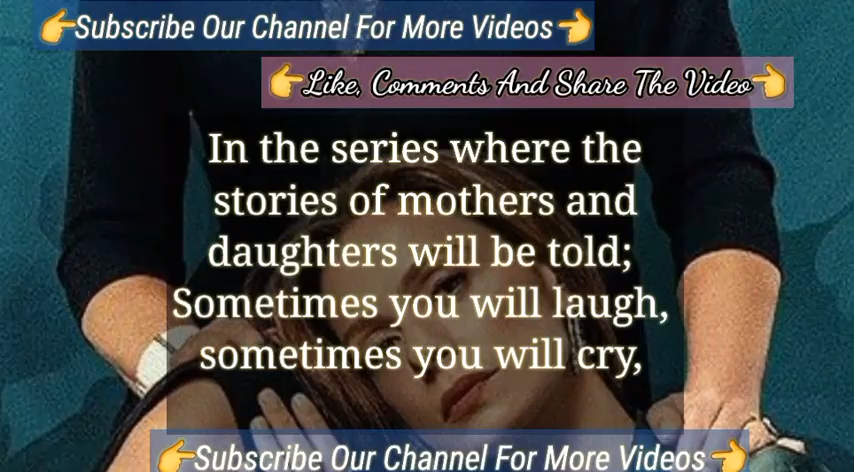 👉Subscribe Our Channel For More Videos👈
👉Like, Comments And Share The Video👈
In the series where the
stories of mothers and
daughters will be told;
Sometimes you will laugh,
sometimes you will cry,
👉Subscribe Our Channel For More Videos👈